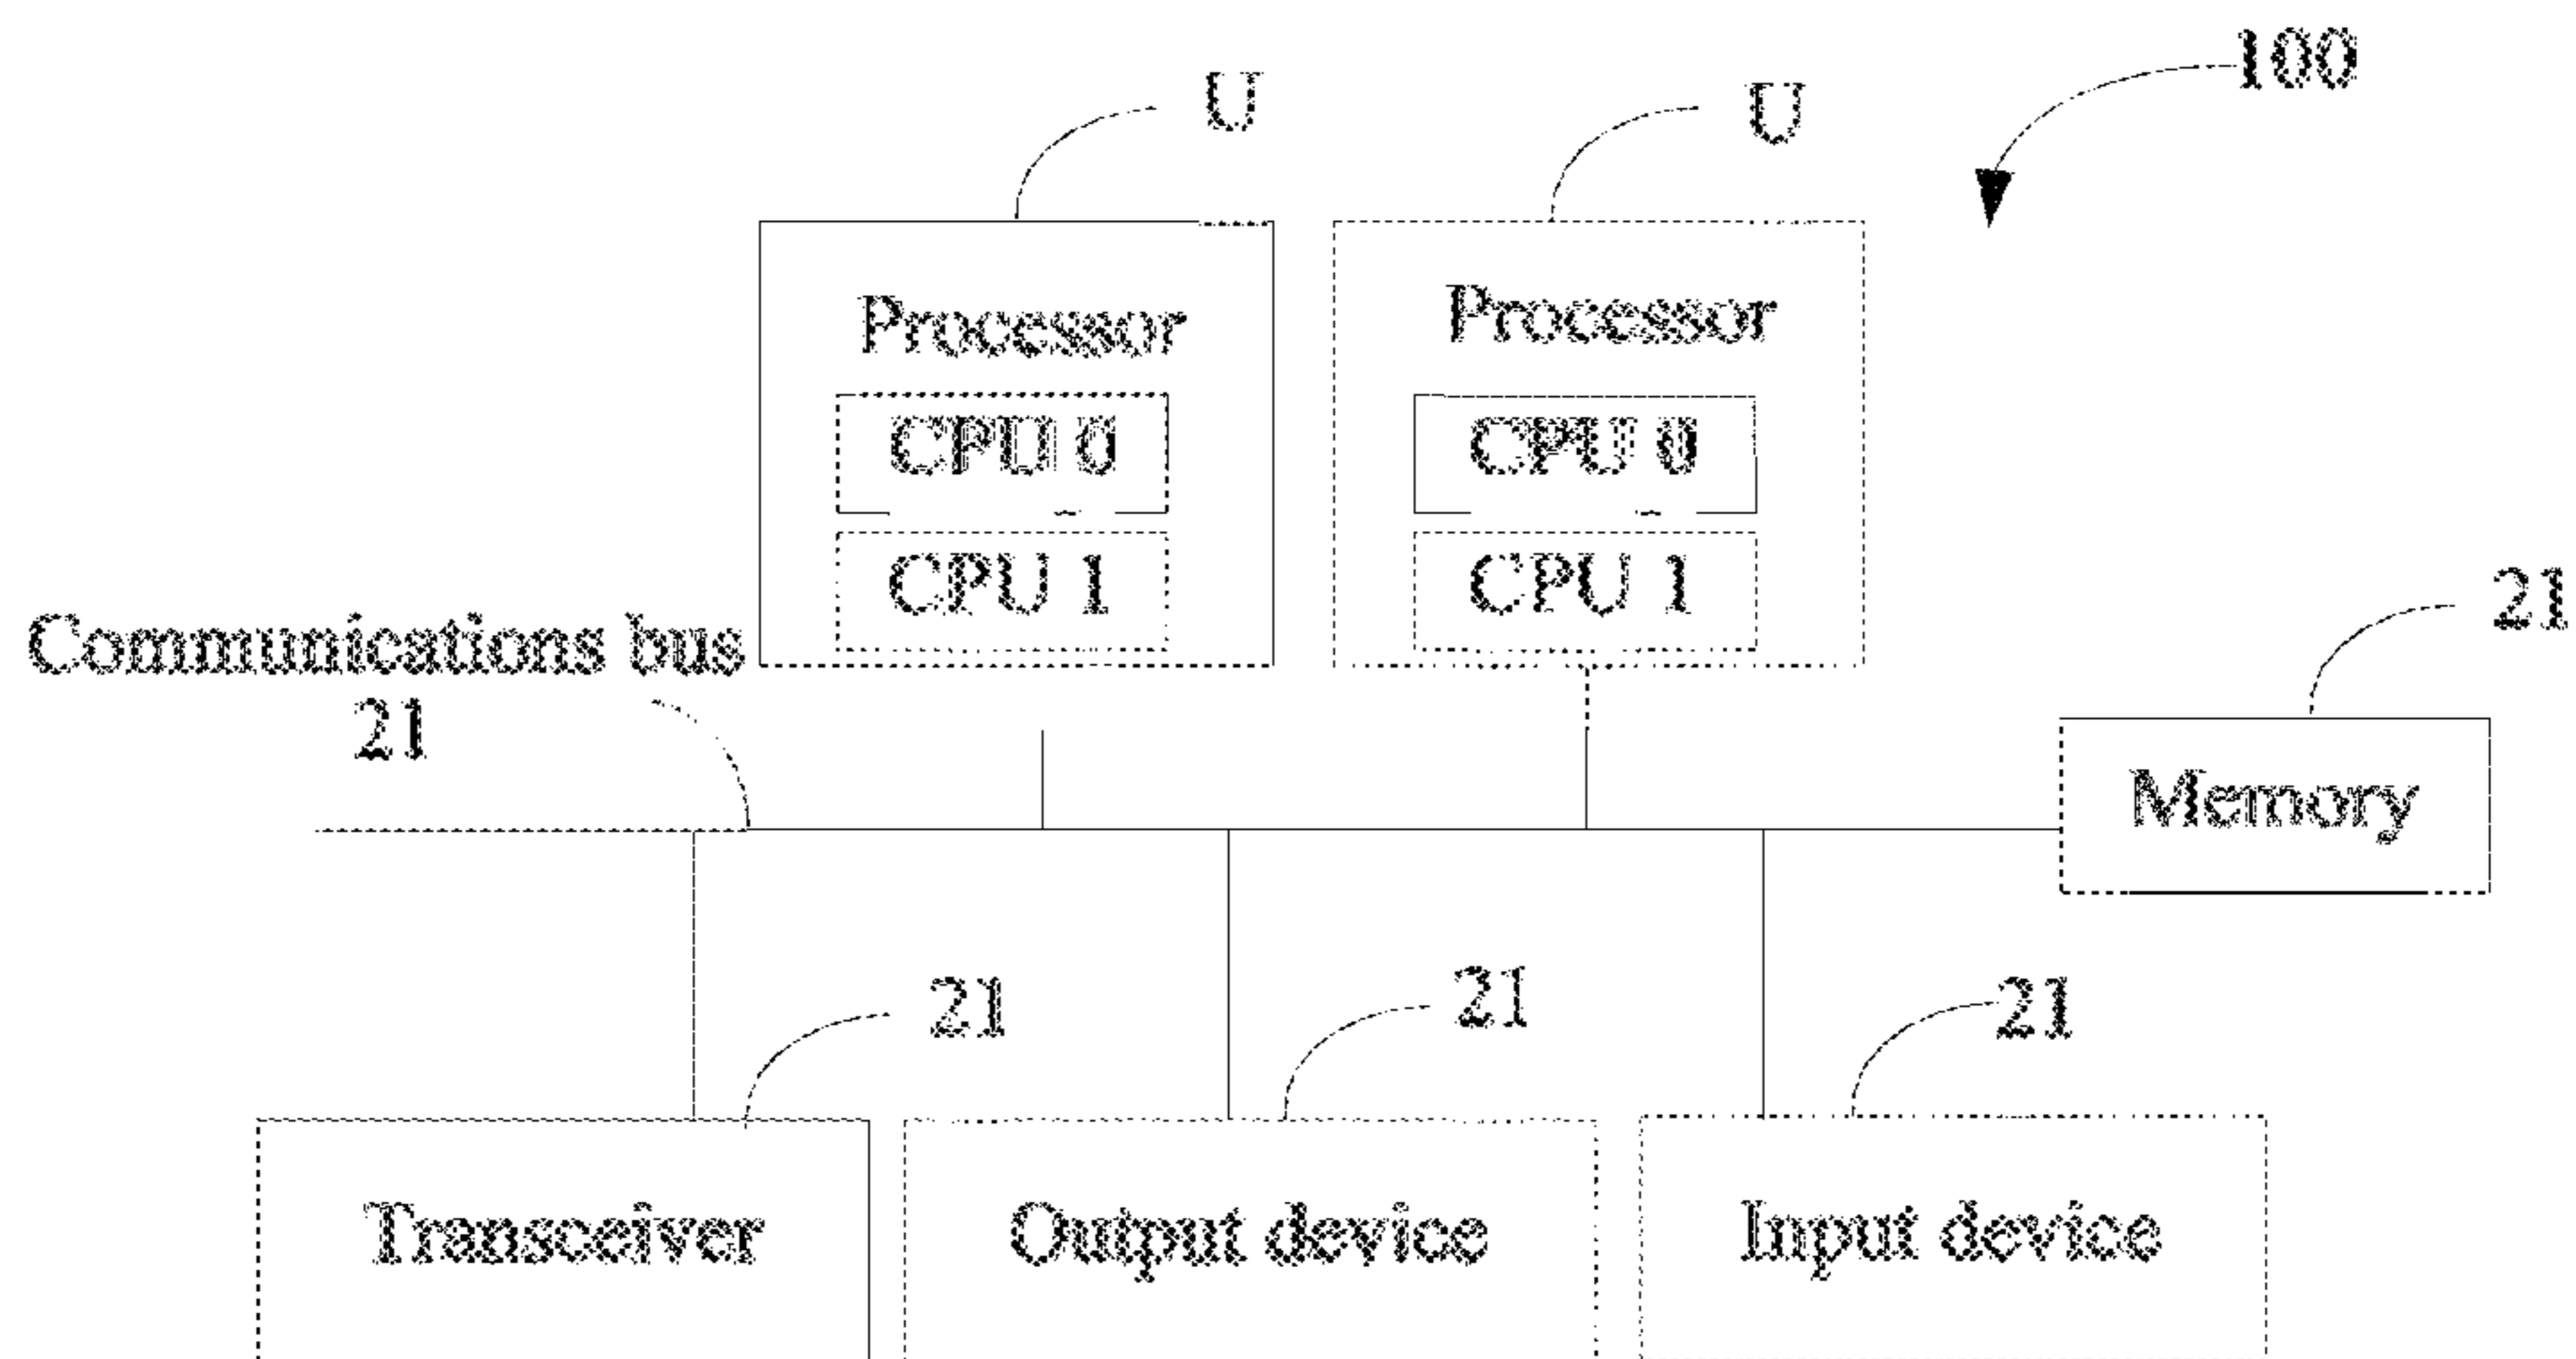 100
U
U
Processor
Processor
CPU 0
CPU 0
CPU 1
CPU 1
21
Communications bus
21
Memory
21
21
21
Transceiver
Output device
Input device